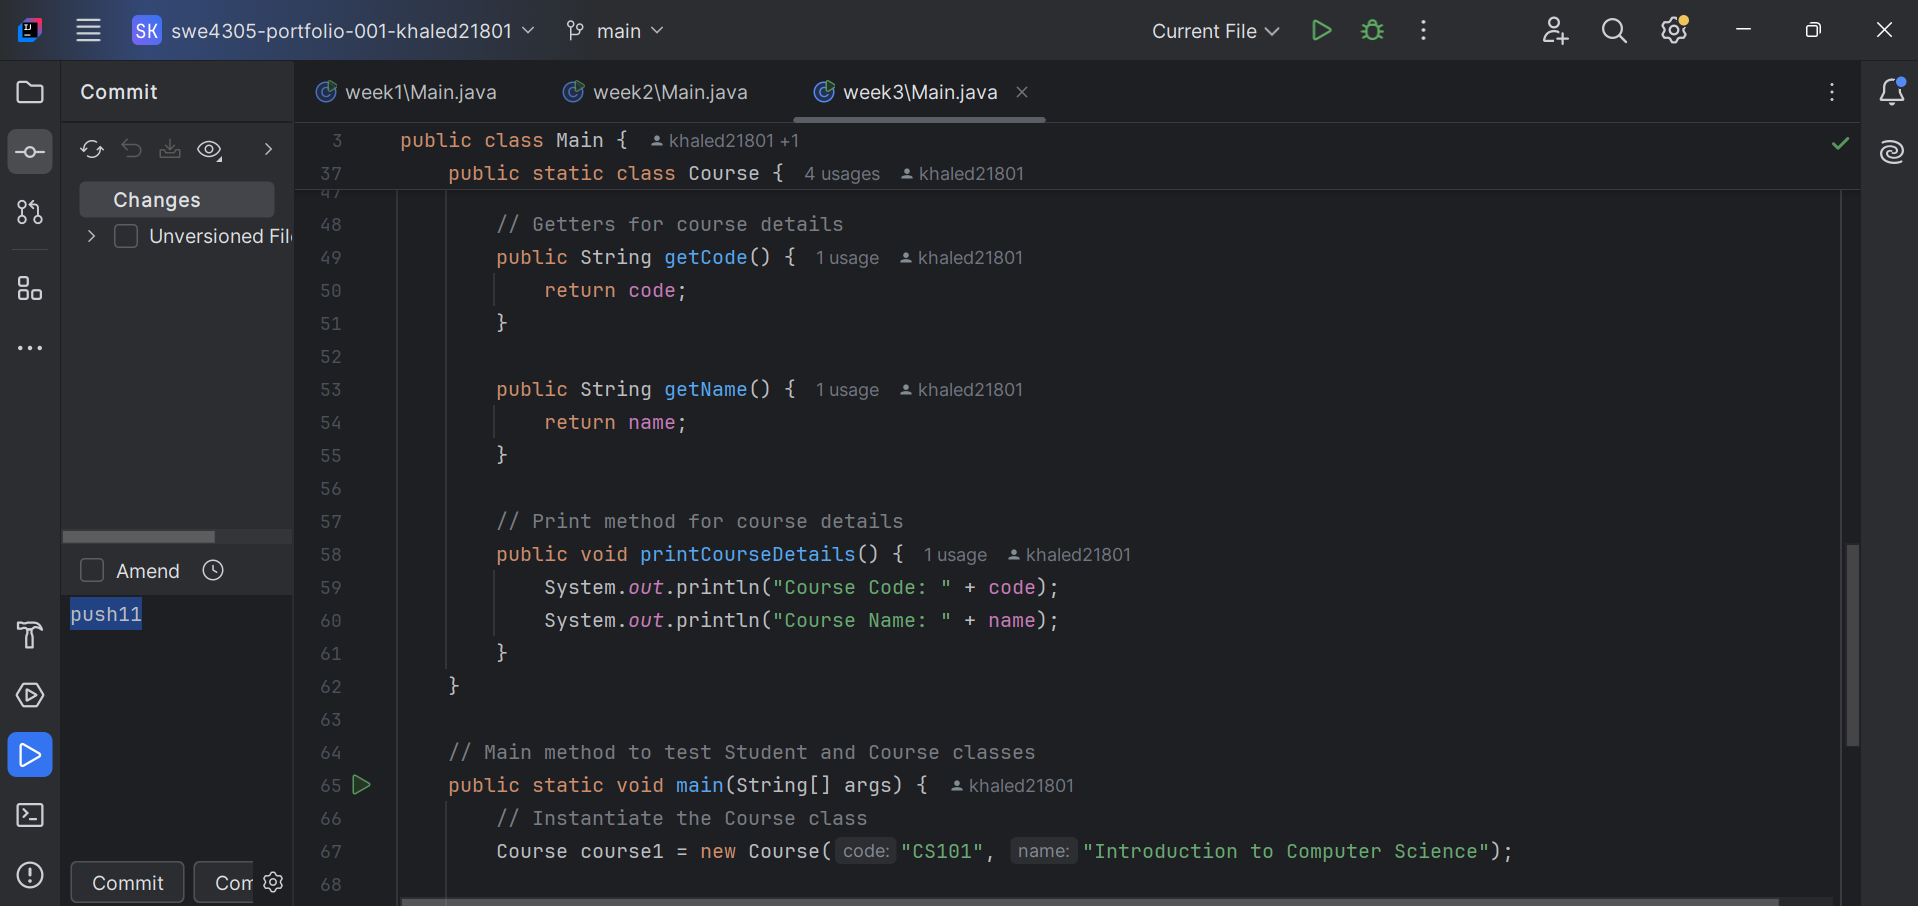 SK swe4305-portfolio-001-khaled21801 main Current File
Commit
week1\Main.java week2\Main.java week3\Main.java
3 public class Main { khaled21801 +1
37 public static class Course { 4 usages khaled21801
47
48 // Getters for course details
49 public String getCode() { 1 usage khaled21801
50 return code;
51 }
52
53 public String getName() { 1 usage khaled21801
54 return name;
55 }
56
57 // Print method for course details
58 public void printCourseDetails() { 1 usage khaled21801
59 System.out.println("Course Code: " + code);
60 System.out.println("Course Name: " + name);
61 }
62 }
63
64 // Main method to test Student and Course classes
65 public static void main(String[] args) { khaled21801
66 // Instantiate the Course class
67 Course course1 = new Course( code: "CS101", name: "Introduction to Computer Science");
68
Changes
Unversioned Fil
Amend
push11
Commit Com